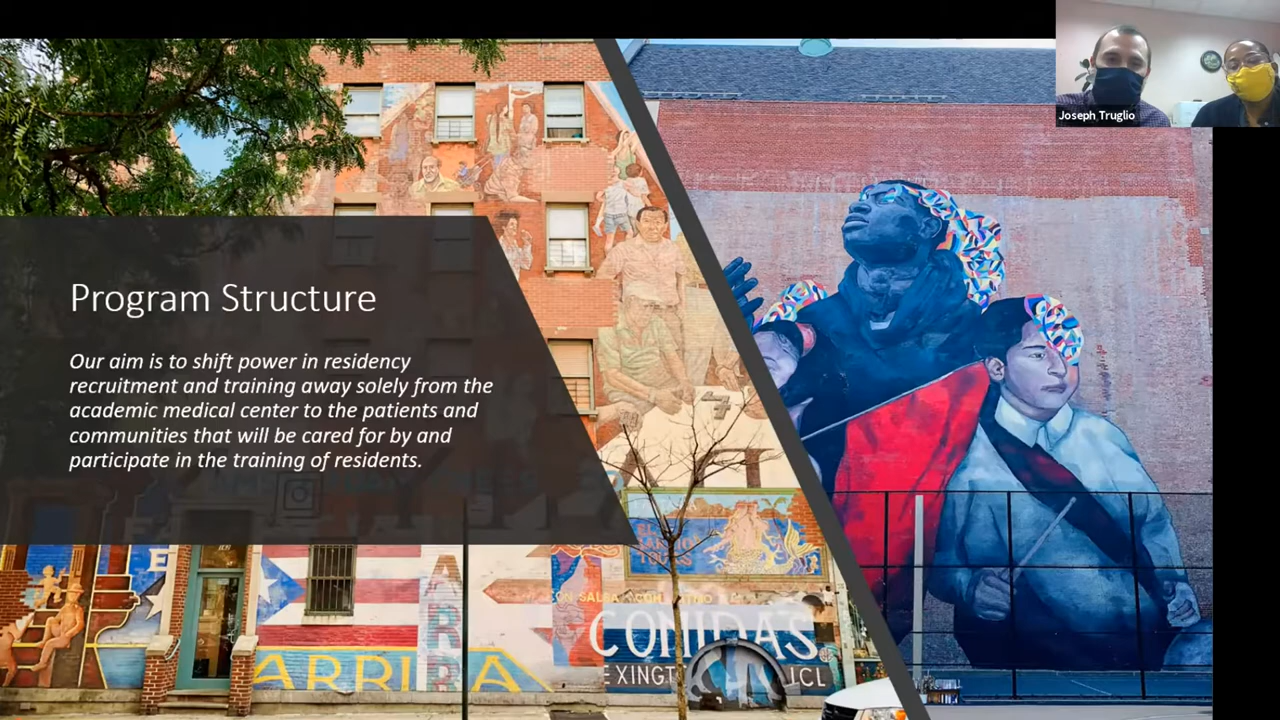 Joseph Truglio
Program Structure
Our aim is to shift power in residency
recruitment and training away solely from the
academic medical center to the patients and
communities that will be cared for by and
participate in the training of residents.
ARRIBA
ARRIBA
COMIDAS